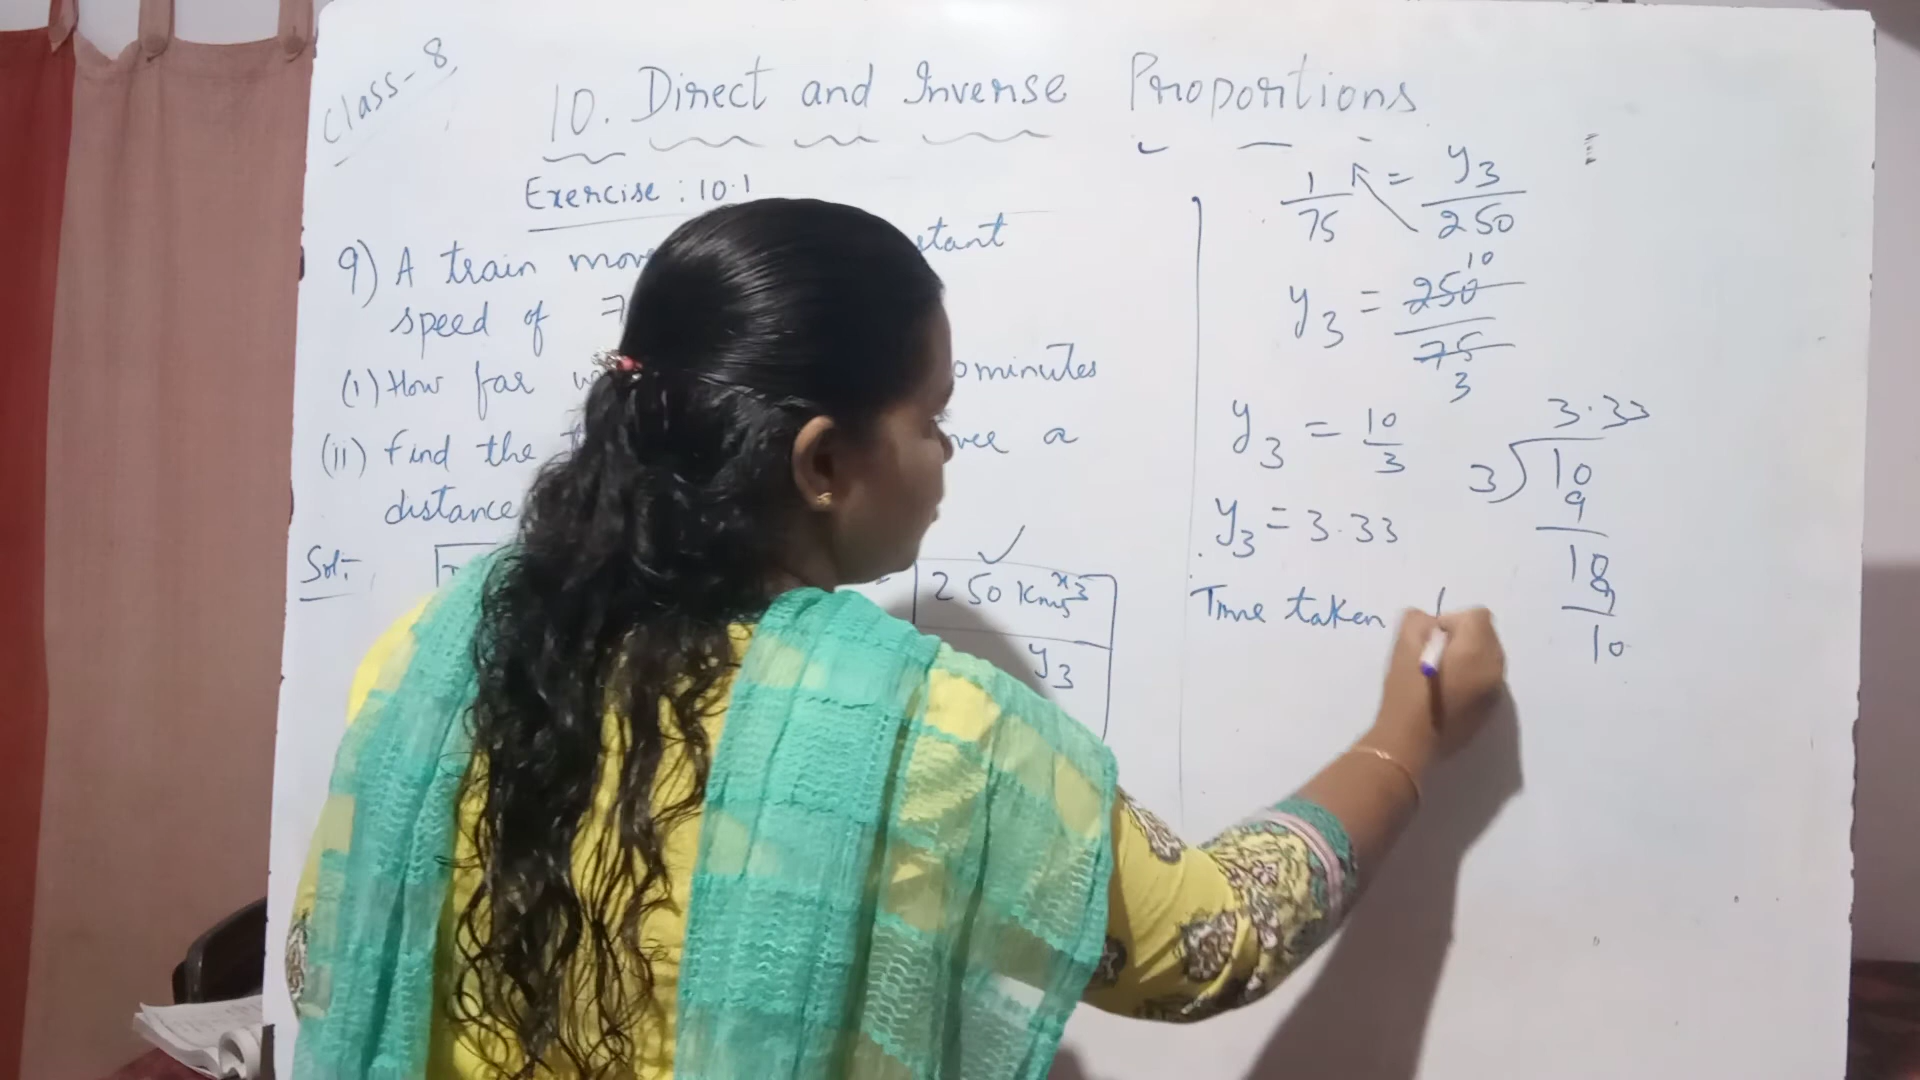 Class-8
10. Direct and Inverse Proportions
Exercise : 10.1
9) A train stant
speed of 7
(i) How far minutes
(ii) Find the a
distance
Sol:-
250 Kms x3
y3
1/75 = y3/250
y3 = 250/75 10 3
y3 = 10/3
y3 = 3.33
Time taken
3.33
3) 10
9
10
9
10